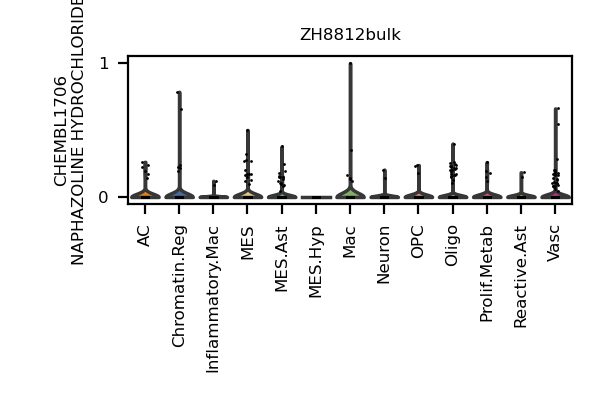 ZH8812bulk
CHEMBL1706
NAPHAZOLINE HYDROCHLORIDE
1
0
AC
Chromatin.Reg
Inflammatory.Mac
MES
MES.Ast
MES.Hyp
Mac
Neuron
OPC
Oligo
Prolif.Metab
Reactive.Ast
Vasc